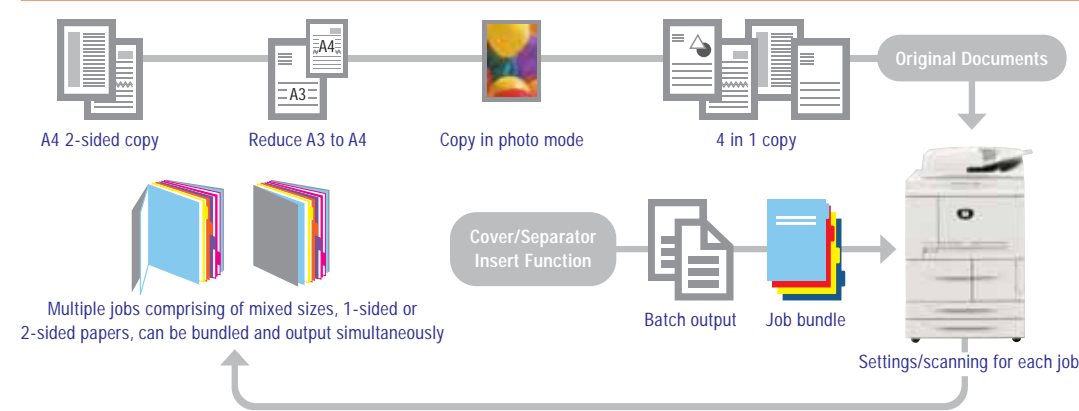 A4
A3
Original Documents
A4 2-sided copy
Reduce A3 to A4
Copy in photo mode
4 in 1 copy
Cover/Separator
Insert Function
Multiple jobs comprising of mixed sizes, 1-sided or
2-sided papers, can be bundled and output simultaneously
Batch output
Job bundle
Settings/scanning for each job